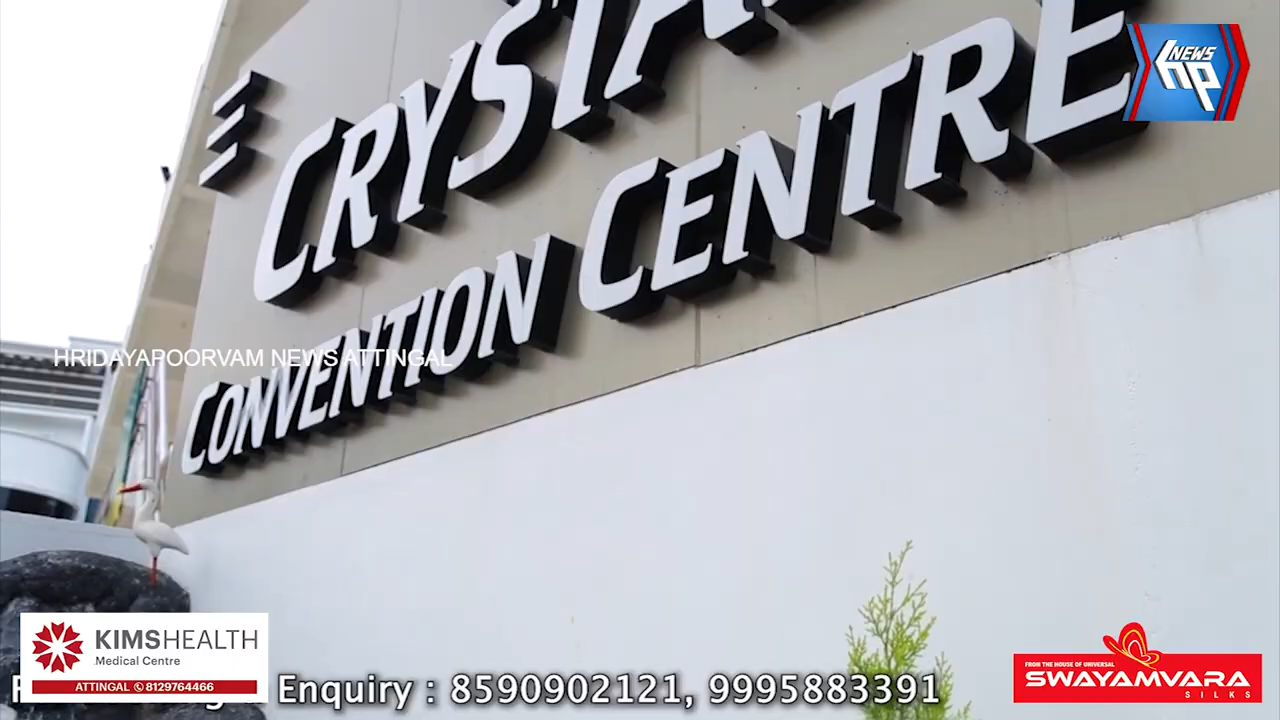 CRYSTAL
CONVENTION CENTRE
NEWS
HP
HRIDAYAPOORVAM NEWS ATTINGAL
KIMSHEALTH
Medical Centre
ATTINGAL 8129764466
Enquiry : 8590902121, 9995883391
FROM THE HOUSE OF UNIVERSAL
SWAYAMVARA
SILKS